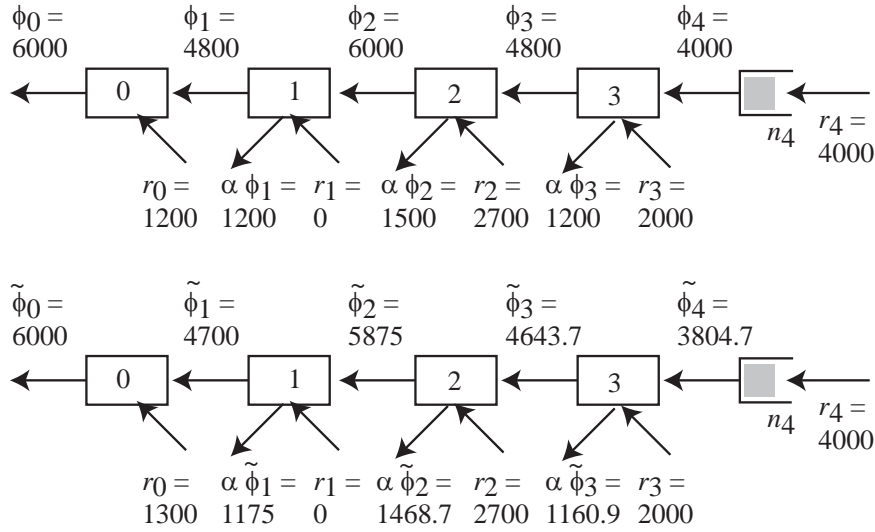 ϕ0 = ϕ1 = ϕ2 = ϕ3 = ϕ4 =
6000 4800 6000 4800 4000
0 1 2 3
n4 r4 =
4000
r0 = α ϕ1 = r1 = α ϕ2 = r2 = α ϕ3 = r3 =
1200 1200 0 1500 2700 1200 2000
ϕ̃0 = ϕ̃1 = ϕ̃2 = ϕ̃3 = ϕ̃4 =
6000 4700 5875 4643.7 3804.7
0 1 2 3
n4 r4 =
4000
r0 = α ϕ̃1 = r1 = α ϕ̃2 = r2 = α ϕ̃3 = r3 =
1300 1175 0 1468.7 2700 1160.9 2000